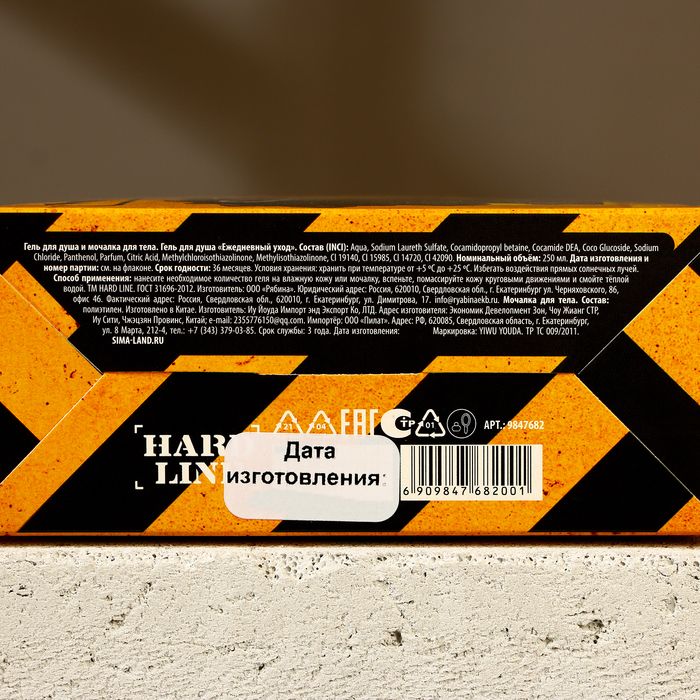 Гель для душа и мочалка для тела. Гель для душа «Ежедневный уход». Состав (INCI): Aqua, Sodium Laureth Sulfate, Cocamidopropyl betaine, Cocamide DEA, Coco Glucoside, Sodium
Chloride, Panthenol, Parfum, Citric Acid, Methylchloroisothiazolinone, Methylisothiazolinone, CI 19140, CI 15985, CI 14720, CI 42090. Номинальный объём: 250 мл. Дата изготовления и
номер партии: см. на флаконе. Срок годности: 36 месяцев. Условия хранения: хранить при температуре от +5 °C до +25 °C. Избегать воздействия прямых солнечных лучей.
Способ применения: нанесите необходимое количество геля на влажную кожу или мочалку, вспеньте, помассируйте кожу круговыми движениями и смойте тёплой
водой. ТМ HARD LINE. ГОСТ 31696-2012. Изготовитель: ООО «Рябина» Юридический адрес: Россия, 620010, Свердловская обл., г. Екатеринбург ул. Черняховского, 86,
офис 46. Фактический адрес: Россия, Свердловская обл., 620010, г. Екатеринбург, ул. Димитрова, 17. info@ryabinaekb.ru. Мочалка для тела. Состав:
полиэтилен. Изготовлено в Китае. Изготовитель: Иу Йоуда Импорт энд Экспорт Ко, ЛТД. Адрес изготовителя: Экономик Девелопмент Зон, Чоу Жианг СТР,
Иу Сити, Чжэцзян Провинс, Китай; e-mail: 2355776150@qq.com. Импортёр: ООО «Пилат». Адрес: РФ, 620085, Свердловская область, г. Екатеринбург,
ул. 8 Марта, 212-4, тел.: +7 (343) 379-03-85. Срок службы: 3 года. Дата изготовления: Маркировка: YIWU YOUDA. ТР ТС 009/2011.
SIMA-LAND.RU
21 04 EAC TP 01 АРТ.: 9847682
HARD
LINE
Дата
изготовления:
6 909847 682001